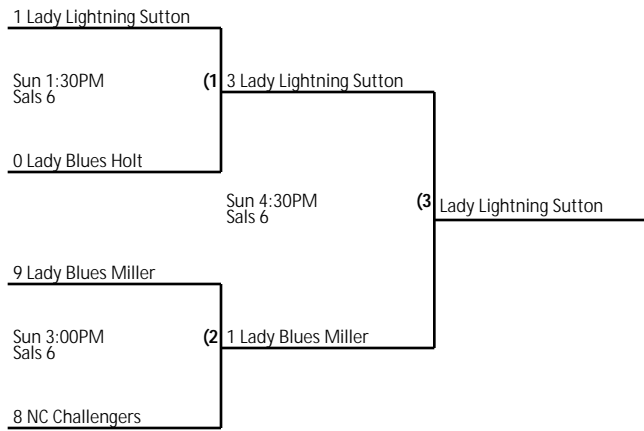 1 Lady Lightning Sutton
Sun 1:30PM
Sals 6
(1
3 Lady Lightning Sutton
0 Lady Blues Holt
Sun 4:30PM
Sals 6
(3
Lady Lightning Sutton
9 Lady Blues Miller
Sun 3:00PM
Sals 6
(2
1 Lady Blues Miller
8 NC Challengers